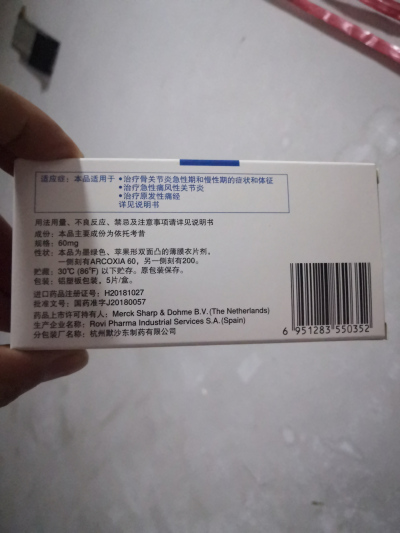 适应症：本品适用于 •治疗骨关节炎急性期和慢性期的症状和体征
•治疗急性痛风性关节炎
•治疗原发性痛经
详见说明书
用法用量、不良反应、禁忌及注意事项请详见说明书
成份：本品主要成份为依托考昔
规格：60mg
性状：本品为墨绿色、苹果形双面凸的薄膜衣片剂，
一侧刻有ARCOXIA 60，另一侧刻有200。
贮藏：30℃(86℉)以下贮存。原包装保存。
包装：铝塑板包装，5片/盒。
进口药品注册证号：H20181027
批准文号：国药准字J20180057
药品上市许可持有人：Merck Sharp & Dohme B.V.(The Netherlands)
生产企业名称：Rovi Pharma Industrial Services S.A.(Spain)
分包装厂名称：杭州默沙东制药有限公司
6 951283 550352